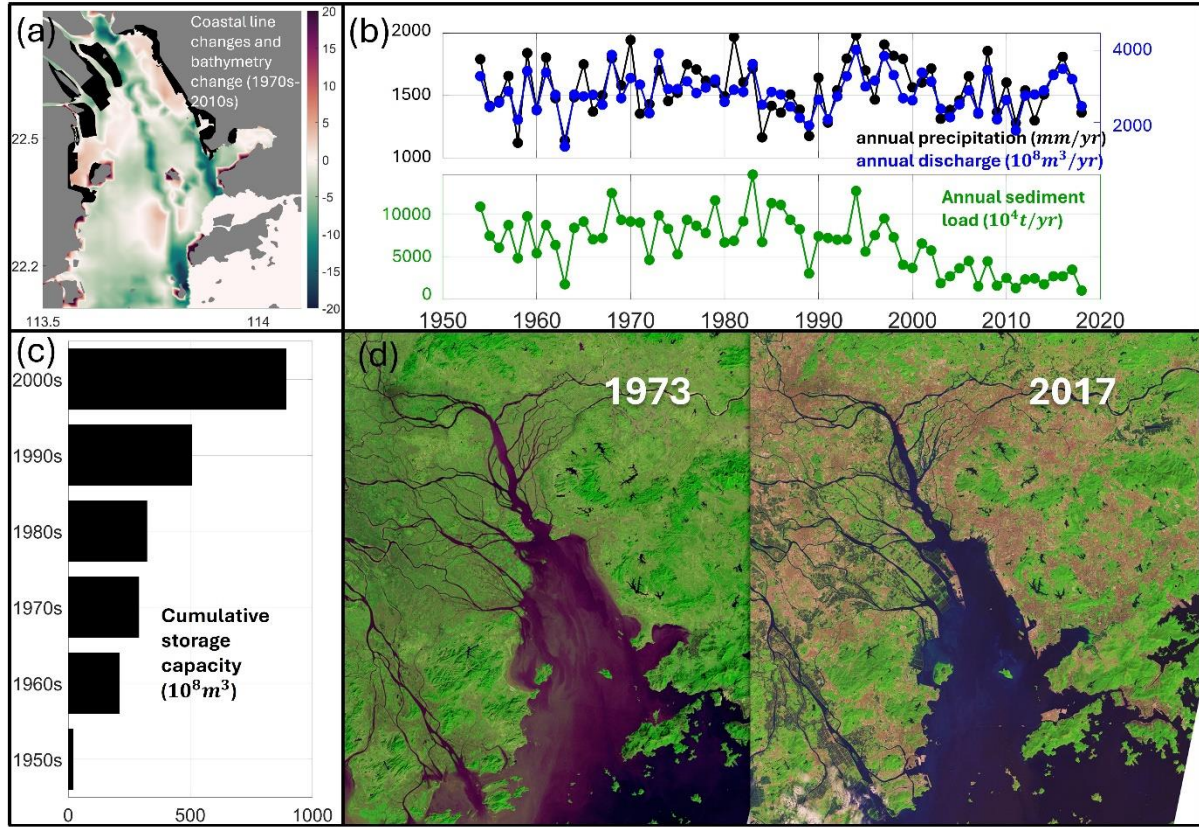 (a)
Coastal line
changes and
bathymetry
change (1970s-
2010s)
22.5
22.2
113.5
114
20
15
10
5
0
-5
-10
-15
-20
(b)
2000
1500
1000
4000
2000
annual precipitation (mm/yr)
annual discharge (10⁸m³/yr)
Annual sediment
load (10⁴t/yr)
10000
5000
0
1950 1960 1970 1980 1990 2000 2010 2020
(c)
2000s
1990s
1980s
1970s
1960s
1950s
Cumulative
storage
capacity
(10⁸m³)
0 500 1000
(d)
1973
2017